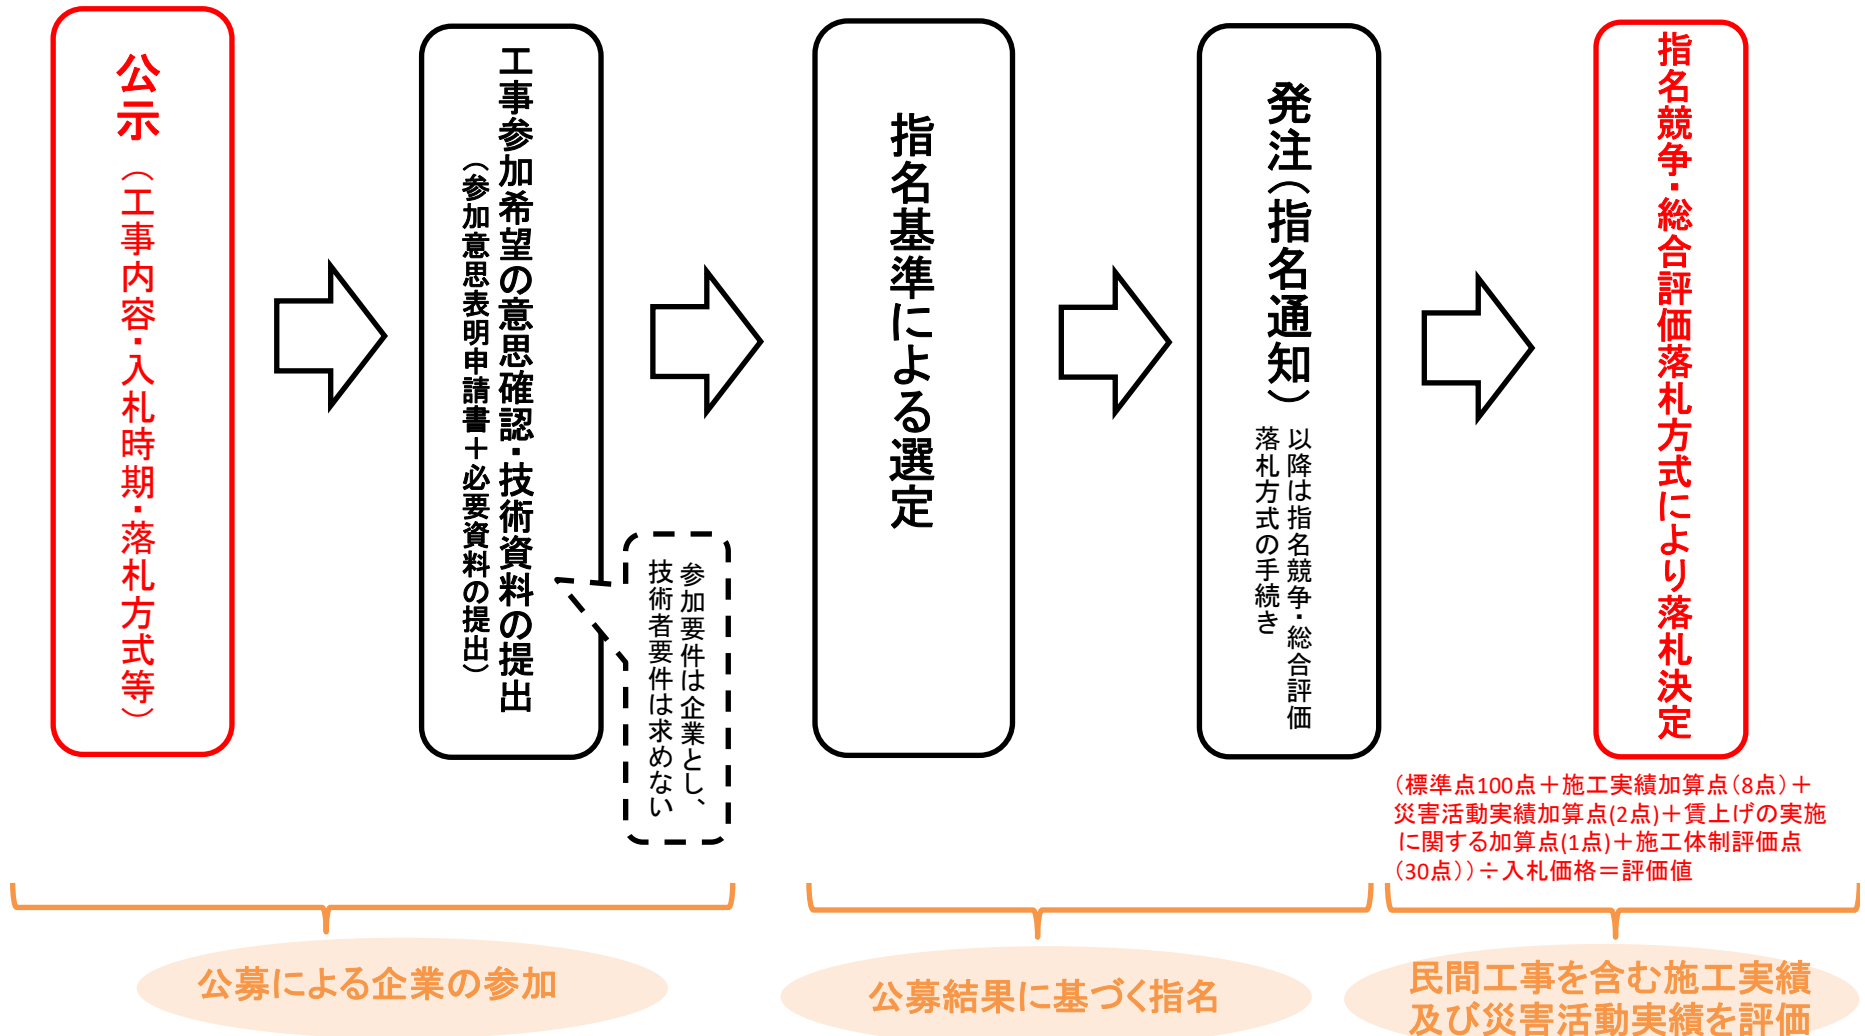 公示（工事内容・入札時期・落札方式等）
工事参加希望の意思確認・技術資料の提出
（参加意思表明申請書＋必要資料の提出）
参加要件は企業とし、
技術者要件は求めない
指名基準による選定
発注（指名通知）
以降は指名競争・総合評価
落札方式の手続き
指名競争・総合評価落札方式により落札決定
（標準点100点＋施工実績加算点（8点）＋
災害活動実績加算点(2点)＋賃上げの実施
に関する加算点(1点)＋施工体制評価点
（30点））÷入札価格＝評価値
公募による企業の参加
公募結果に基づく指名
民間工事を含む施工実績
及び災害活動実績を評価